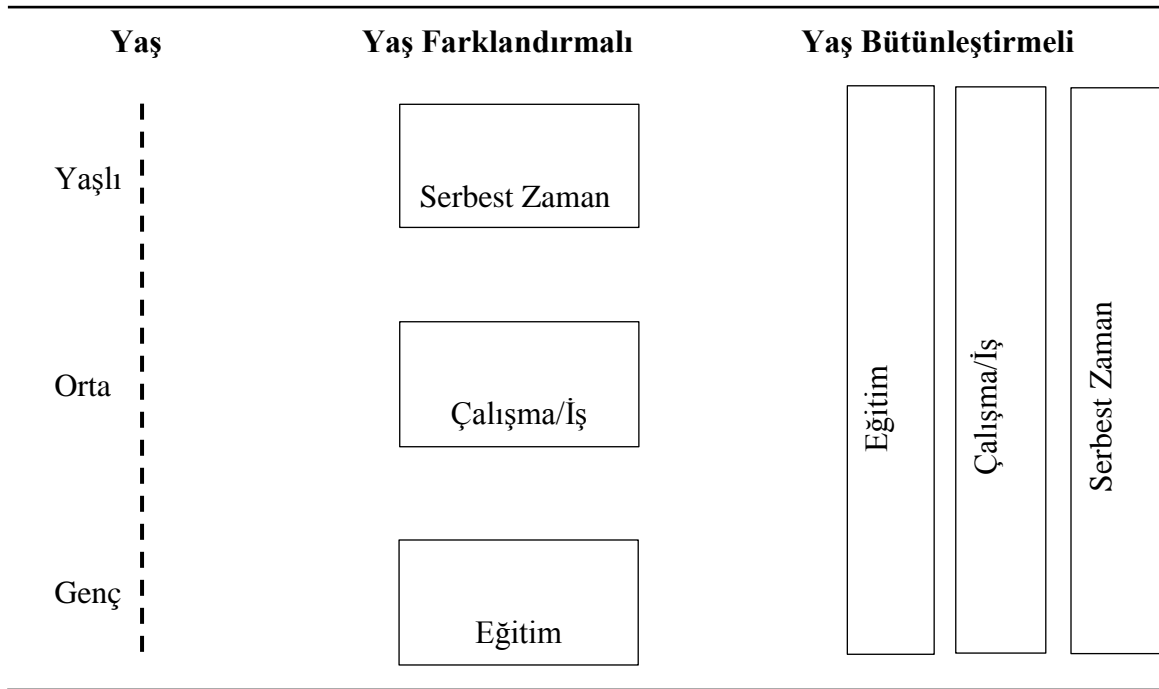 Yaş Yaş Farklandırmalı Yaş Bütünleştirmeli
Yaşlı
Serbest Zaman
Orta
Çalışma/İş
Genç
Eğitim
Eğitim
Çalışma/İş
Serbest Zaman